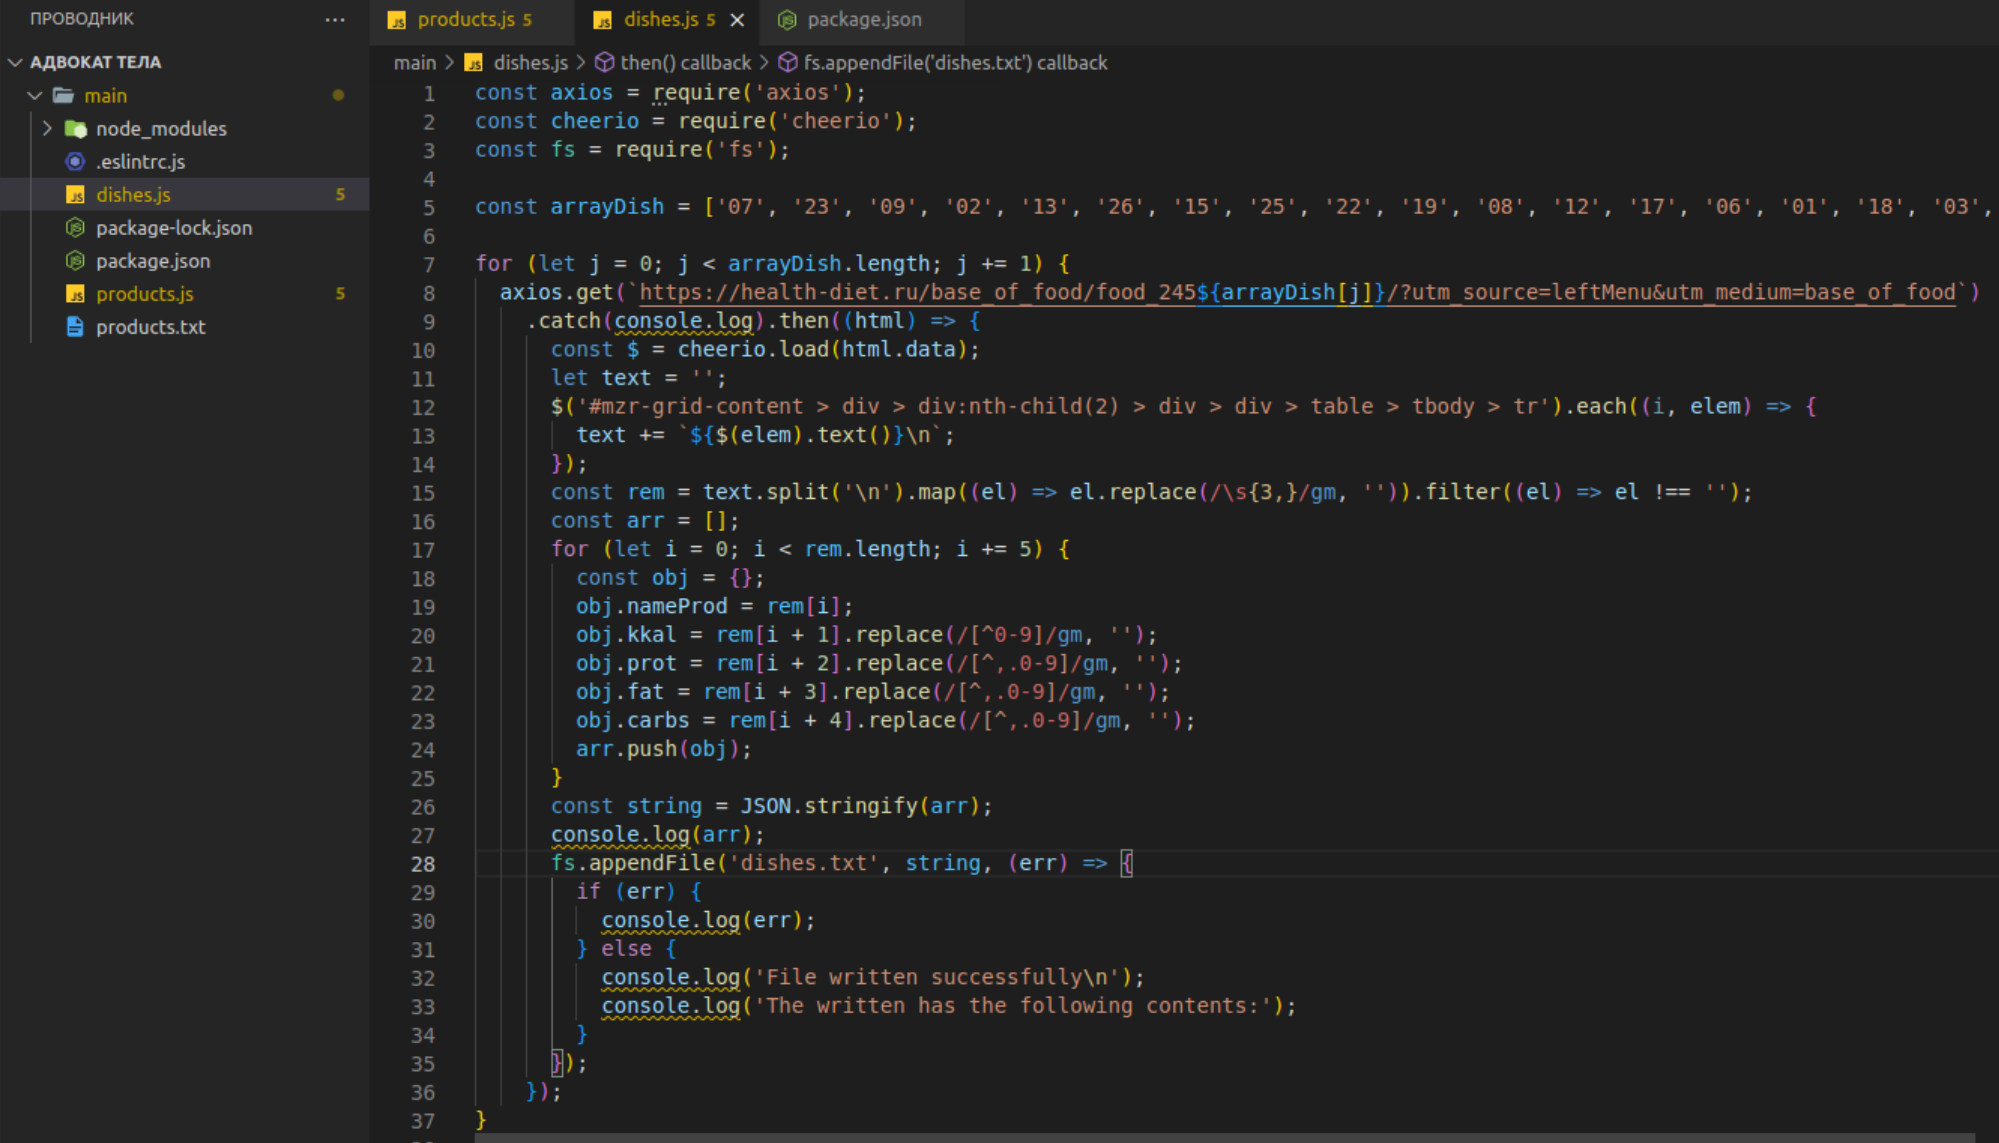 ПРОВОДНИК ···
АДВОКАТ ТЕЛА
main
node_modules
.eslintrc.js
dishes.js 5
package-lock.json
package.json
products.js 5
products.txt
products.js 5 dishes.js 5 package.json
main > dishes.js > then() callback > fs.appendFile('dishes.txt') callback
1 const axios = require('axios');
2 const cheerio = require('cheerio');
3 const fs = require('fs');
4
5 const arrayDish = ['07', '23', '09', '02', '13', '26', '15', '25', '22', '19', '08', '12', '17', '06', '01', '18', '03',
6
7 for (let j = 0; j < arrayDish.length; j += 1) {
8   axios.get(`https://health-diet.ru/base_of_food/food_245${arrayDish[j]}/?utm_source=leftMenu&utm_medium=base_of_food`)
9     .catch(console.log).then((html) => {
10       const $ = cheerio.load(html.data);
11       let text = '';
12       $('#mzr-grid-content > div > div:nth-child(2) > div > div > table > tbody > tr').each((i, elem) => {
13         text += `${$(elem).text()}\n`;
14       });
15       const rem = text.split('\n').map((el) => el.replace(/\s{3,}/gm, '')).filter((el) => el !== '');
16       const arr = [];
17       for (let i = 0; i < rem.length; i += 5) {
18         const obj = {};
19         obj.nameProd = rem[i];
20         obj.kkal = rem[i + 1].replace(/[^0-9]/gm, '');
21         obj.prot = rem[i + 2].replace(/[^,.0-9]/gm, '');
22         obj.fat = rem[i + 3].replace(/[^,.0-9]/gm, '');
23         obj.carbs = rem[i + 4].replace(/[^,.0-9]/gm, '');
24         arr.push(obj);
25       }
26       const string = JSON.stringify(arr);
27       console.log(arr);
28       fs.appendFile('dishes.txt', string, (err) => {
29         if (err) {
30           console.log(err);
31         } else {
32           console.log('File written successfully\n');
33           console.log('The written has the following contents:');
34         }
35       });
36     });
37 }